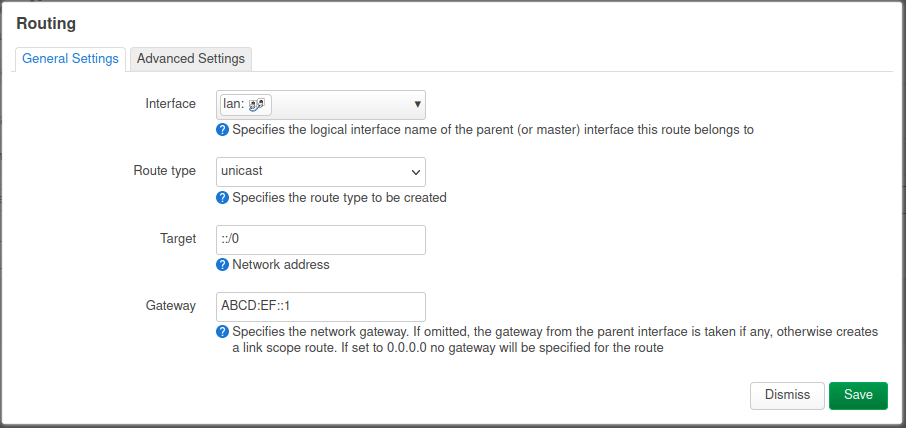 Routing
General Settings
Advanced Settings
Interface
lan:
Specifies the logical interface name of the parent (or master) interface this route belongs to
Route type
unicast
Specifies the route type to be created
Target
::/0
Network address
Gateway
ABCD:EF::1
Specifies the network gateway. If omitted, the gateway from the parent interface is taken if any, otherwise creates
a link scope route. If set to 0.0.0.0 no gateway will be specified for the route
Dismiss
Save